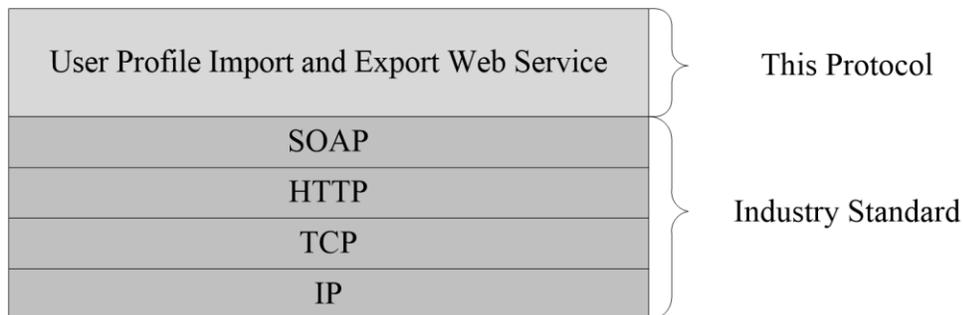 User Profile Import and Export Web Service
This Protocol
SOAP
HTTP
TCP
IP
Industry Standard